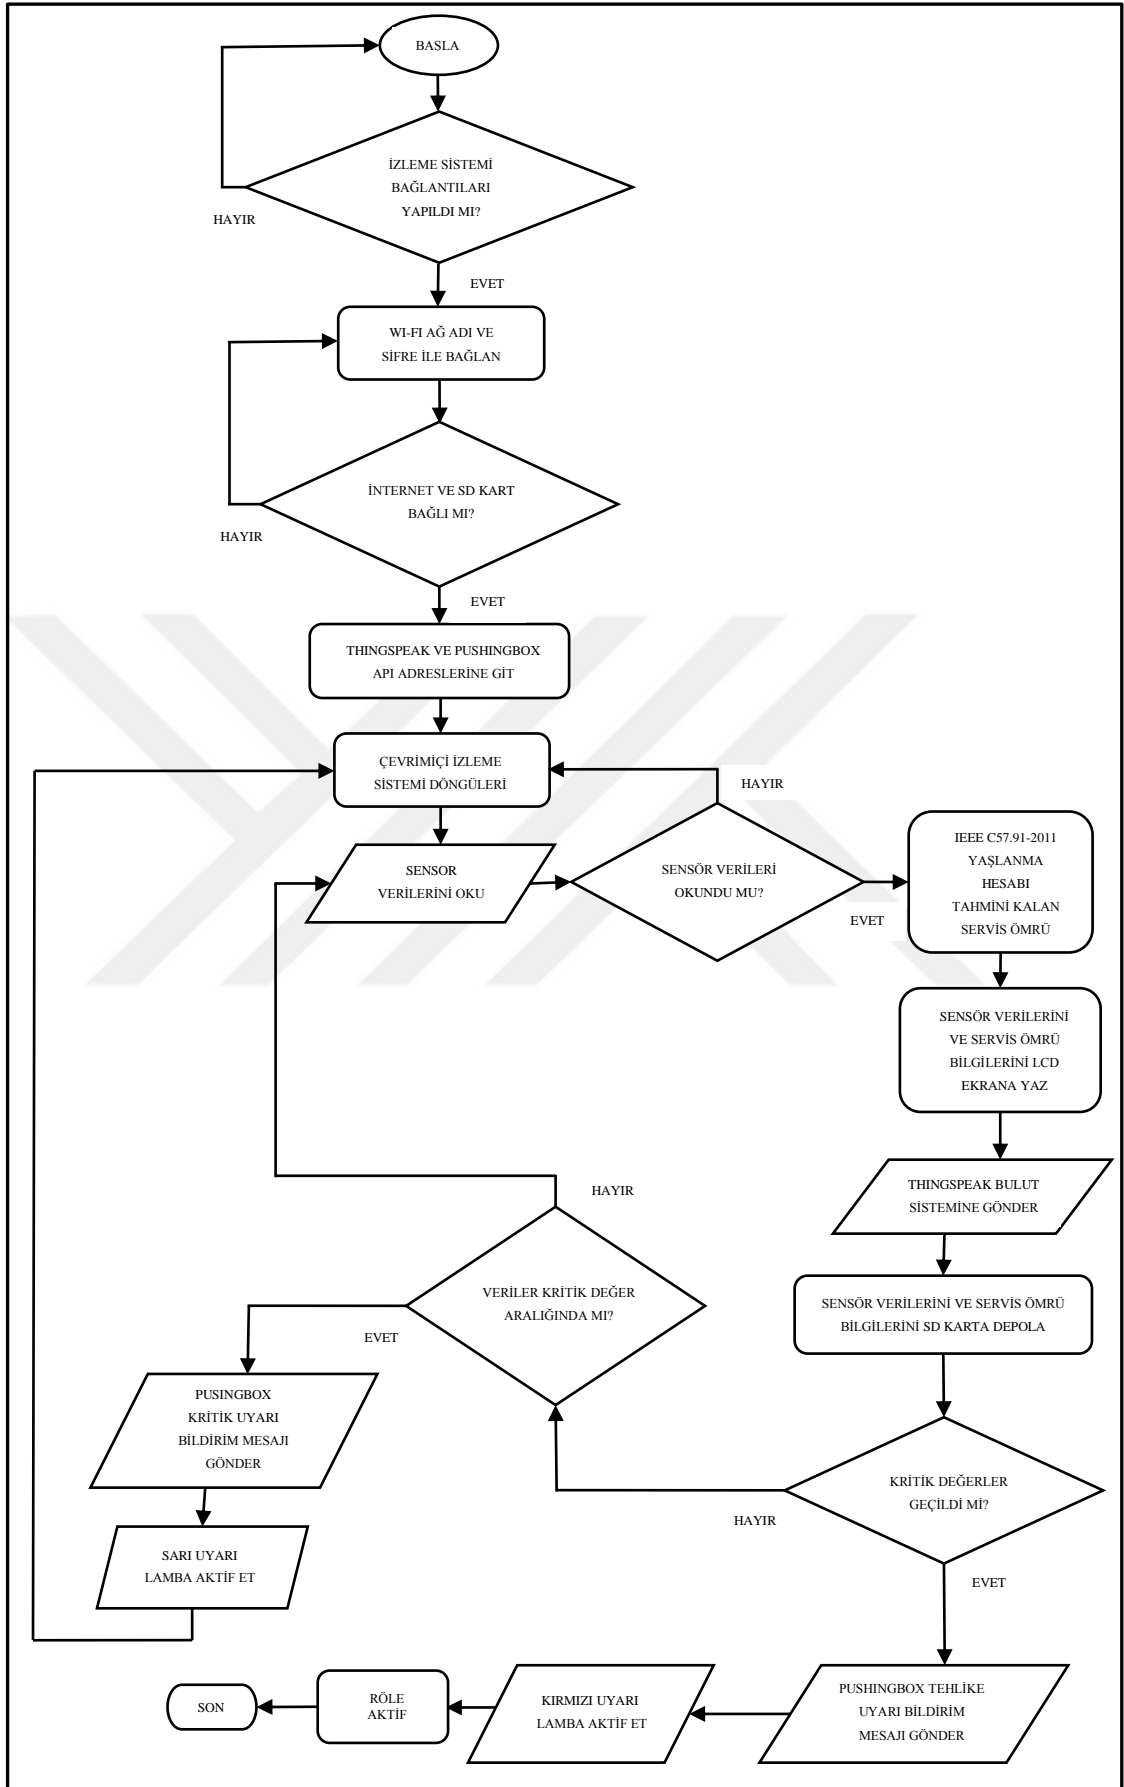 BAŞLA
İZLEME SİSTEMİ
BAĞLANTILARI
YAPILDI MI?
HAYIR
EVET
WI-FI AĞ ADI VE
SİFRE İLE BAĞLAN
İNTERNET VE SD KART
BAĞLI MI?
HAYIR
EVET
THINGSPEAK VE PUSHINGBOX
API ADRESLERİNE GİT
ÇEVRİMİÇİ İZLEME
SİSTEMİ DÖNGÜLERİ
HAYIR
SENSOR
VERİLERİNİ OKU
SENSÖR VERİLERİ
OKUNDU MU?
EVET
IEEE C57.91-2011
YAŞLANMA
HESABI
TAHMİNİ KALAN
SERVİS ÖMRÜ
SENSÖR VERİLERİNİ
VE SERVİS ÖMRÜ
BİLGİLERİNİ LCD
EKRANA YAZ
THINGSPEAK BULUT
SİSTEMİNE GÖNDER
SENSÖR VERİLERİNİ VE SERVİS ÖMRÜ
BİLGİLERİNİ SD KARTA DEPOLA
KRİTİK DEĞERLER
GEÇİLDİ Mİ?
HAYIR
EVET
VERİLER KRİTİK DEĞER
ARALIĞINDA MI?
HAYIR
EVET
PUSINGBOX
KRİTİK UYARI
BİLDİRİM MESAJI
GÖNDER
SARI UYARI
LAMBA AKTİF ET
PUSHINGBOX TEHLİKE
UYARI BİLDİRİM
MESAJI GÖNDER
KIRMIZI UYARI
LAMBA AKTİF ET
RÖLE
AKTİF
SON